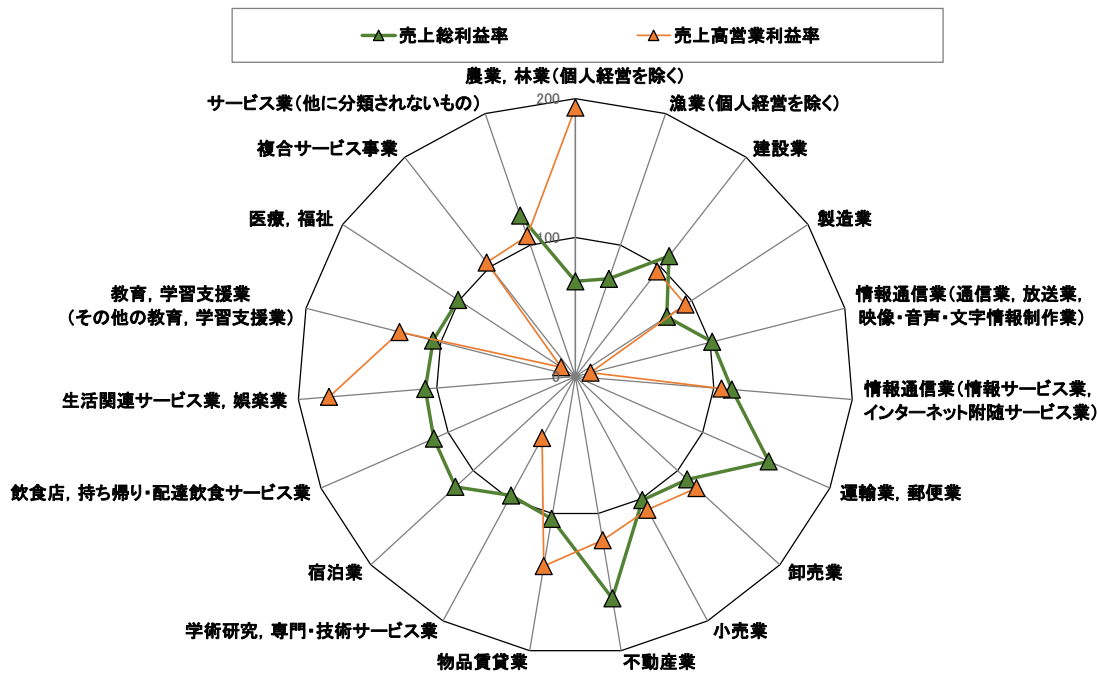 売上総利益率
売上高営業利益率
農業, 林業(個人経営を除く)
200
サービス業(他に分類されないもの)
漁業(個人経営を除く)
複合サービス事業
建設業
医療, 福祉
製造業
100
教育, 学習支援業
(その他の教育, 学習支援業)
情報通信業(通信業, 放送業,
映像・音声・文字情報制作業)
0
生活関連サービス業, 娯楽業
情報通信業(情報サービス業,
インターネット附随サービス業)
飲食店, 持ち帰り・配達飲食サービス業
運輸業, 郵便業
宿泊業
卸売業
学術研究, 専門・技術サービス業
小売業
物品賃貸業
不動産業